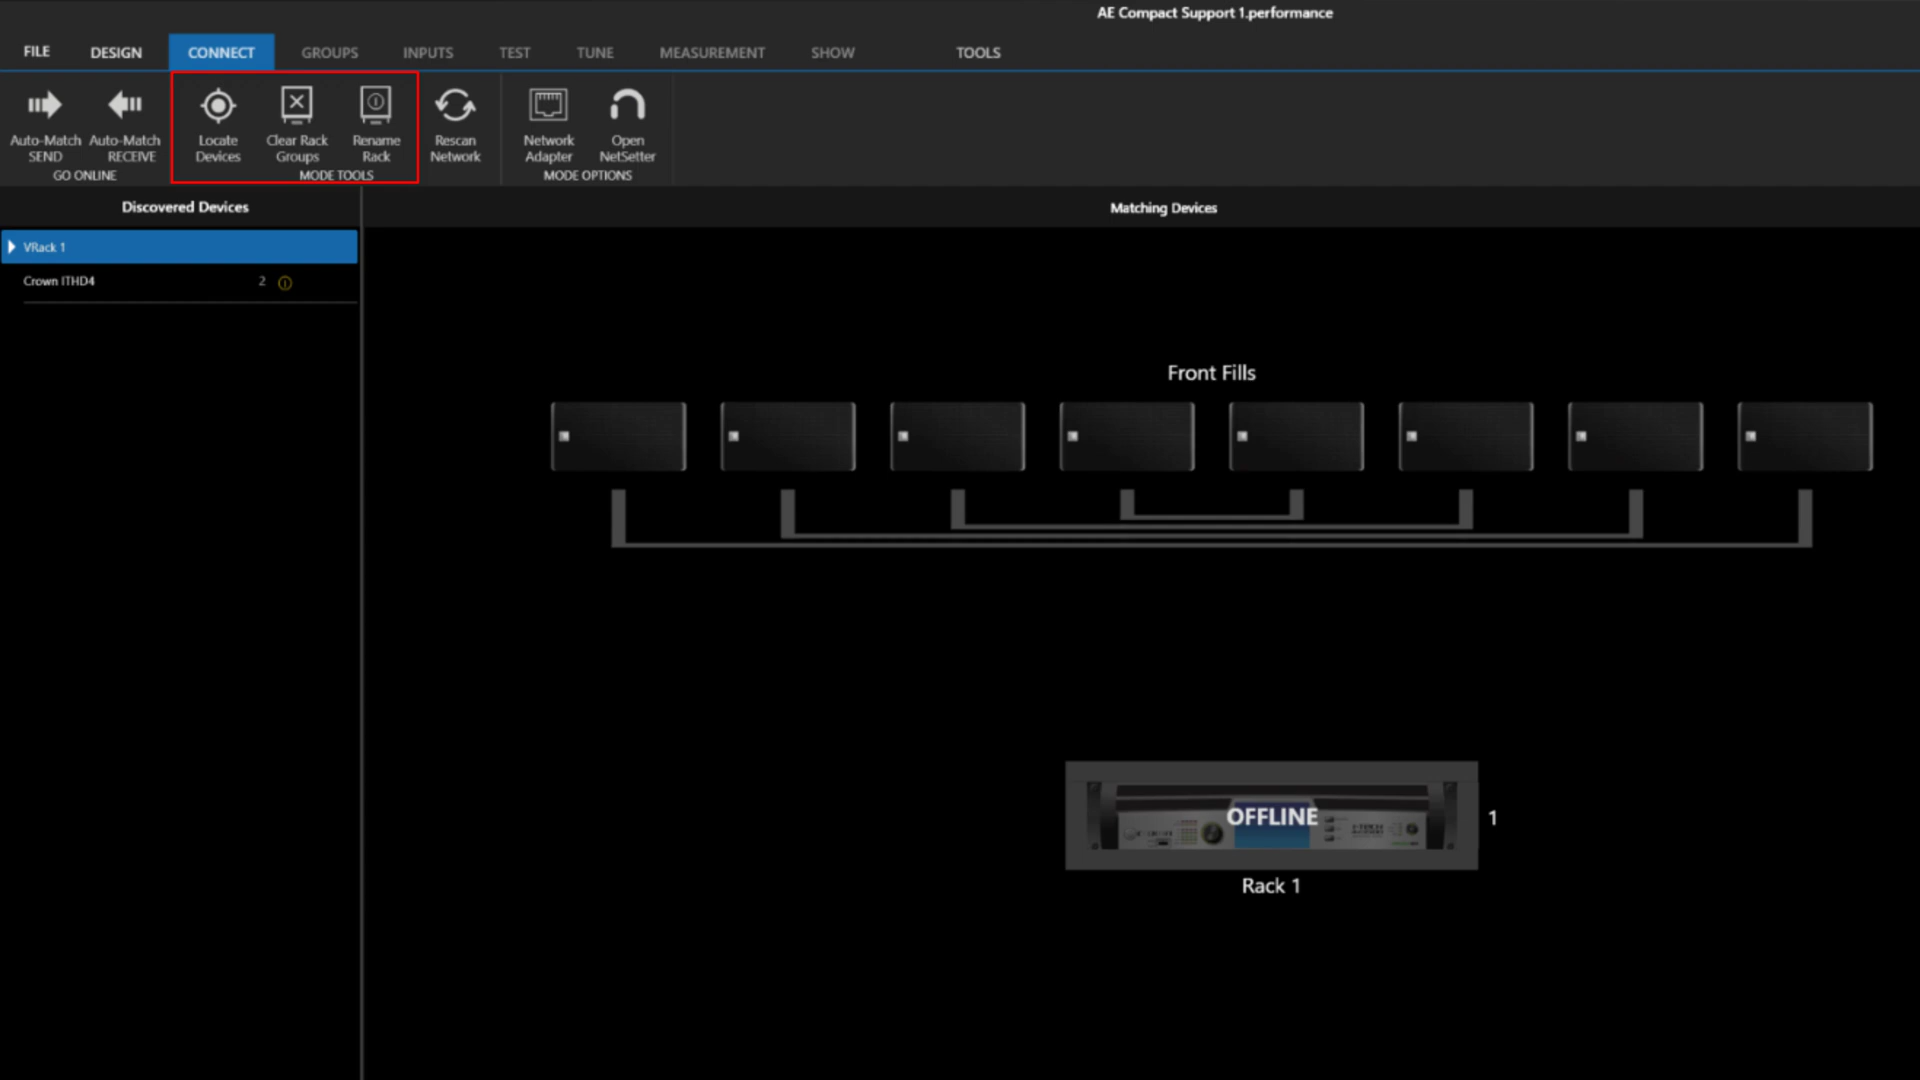 AE Compact Support 1.performance
FILE DESIGN CONNECT GROUPS INPUTS TEST TUNE MEASUREMENT SHOW TOOLS
Auto-Match SEND
Auto-Match RECEIVE
GO ONLINE
Locate Devices
Clear Rack Groups
Rename Rack
Rescan Network
MODE TOOLS
Network Adapter
Open NetSetter
MODE OPTIONS
Discovered Devices
Matching Devices
VRack 1
Crown ITHD4 2
Front Fills
OFFLINE
1
Rack 1